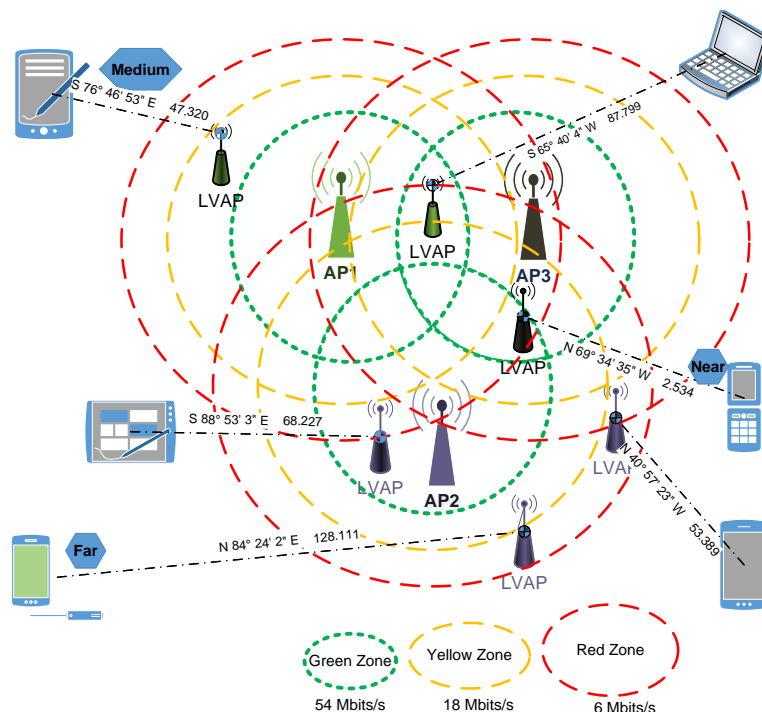 Medium
S 76° 46' 53" E 47.320
S 65° 40' 4" W 87.799
LVAP
LVAP
AP1
AP3
LVAP
N 69° 34' 35" W 2.534
Near
S 88° 53' 3" E 68.227
LVAP
AP2
LVAP
N 40° 57' 23" W 53.389
Far
N 84° 24' 2" E 128.111
LVAP
Green Zone
Yellow Zone
Red Zone
54 Mbits/s
18 Mbits/s
6 Mbits/s